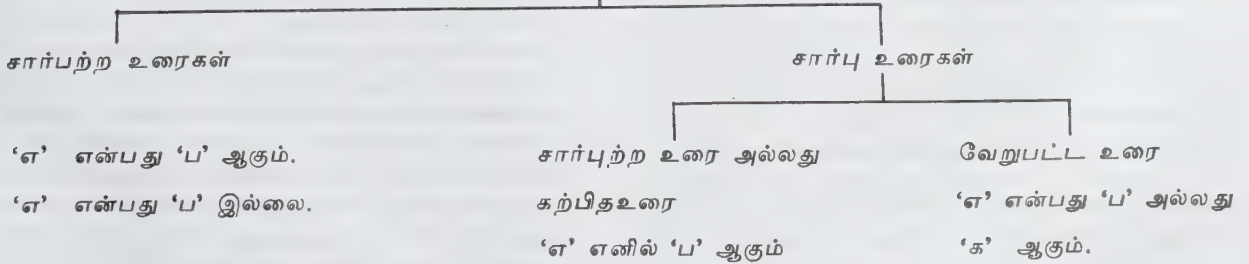 சார்பற்ற உரைகள்
சார்பு உரைகள்
‘எ’ என்பது ‘ப’ ஆகும்.
‘எ’ என்பது ‘ப’ இல்லை.
சார்புற்ற உரை அல்லது
கற்பிதஉரை
‘எ’ எனில் ‘ப’ ஆகும்
வேறுபட்ட உரை
‘எ’ என்பது ‘ப’ அல்லது
‘க’ ஆகும்.